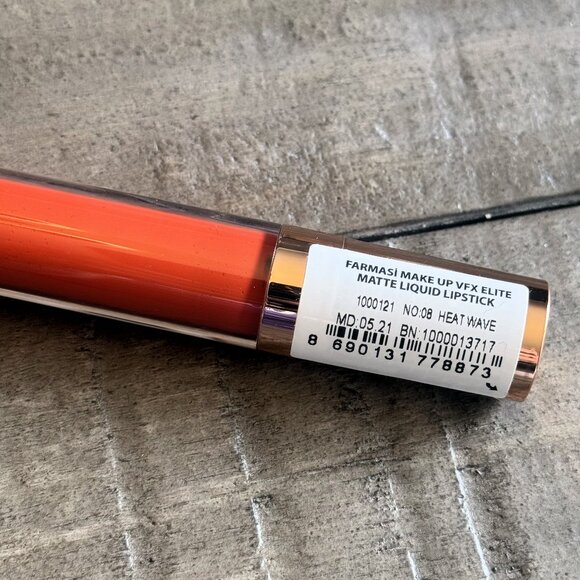 FARMASİ MAKE UP VFX ELITE
MATTE LIQUID LIPSTICK
1000121 NO:08 HEAT WAVE
MD:05.21 BN:1000013717
8 690131 778873